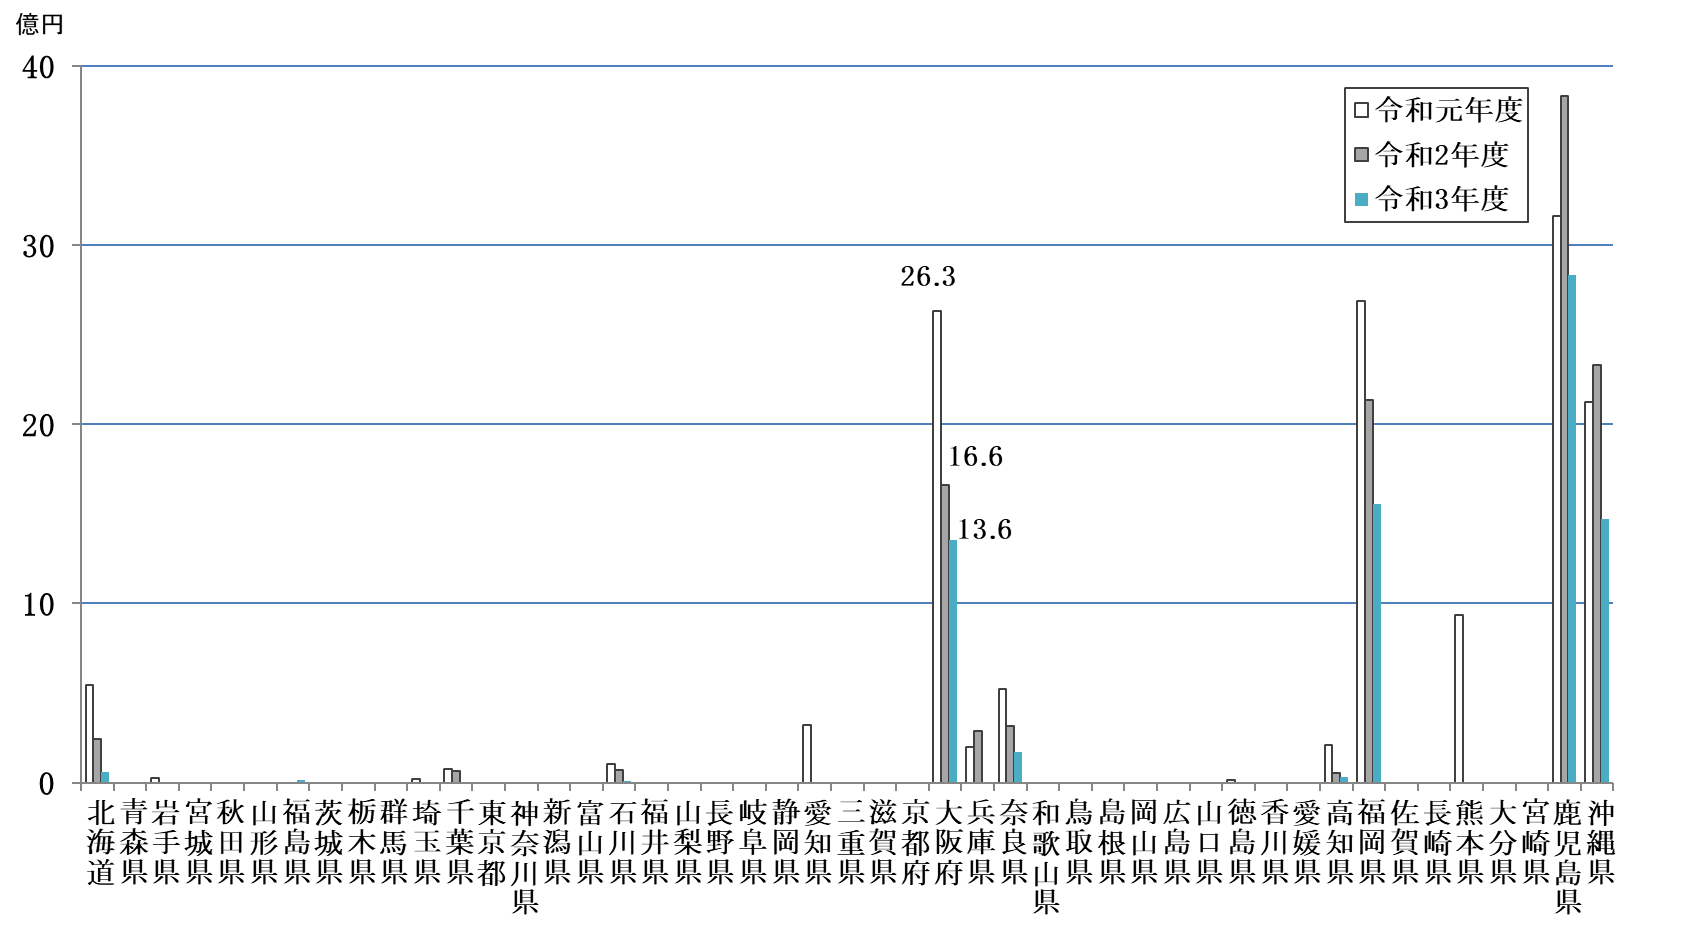 億円
40
30
20
10
0
令和元年度
令和2年度
令和3年度
26.3
16.6
13.6
北海道
青森県
岩手県
宮城県
秋田県
山形県
福島県
茨城県
栃木県
群馬県
埼玉県
千葉県
東京都
神奈川県
新潟県
富山県
石川県
福井県
山梨県
長野県
岐阜県
静岡県
愛知県
三重県
滋賀県
京都府
大阪府
兵庫県
奈良県
和歌山県
鳥取県
島根県
岡山県
広島県
山口県
徳島県
香川県
愛媛県
高知県
福岡県
佐賀県
長崎県
熊本県
大分県
宮崎県
鹿児島県
沖縄県